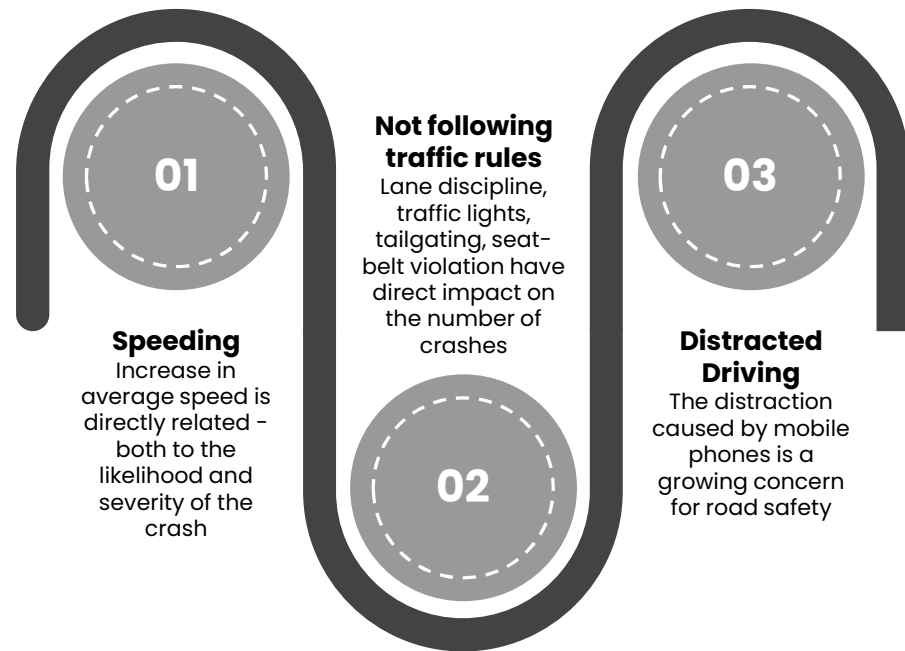 01
Speeding
Increase in
average speed is
directly related -
both to the
likelihood and
severity of the
crash
Not following
traffic rules
Lane discipline,
traffic lights,
tailgating, seat-
belt violation have
direct impact on
the number of
crashes
02
03
Distracted
Driving
The distraction
caused by mobile
phones is a
growing concern
for road safety